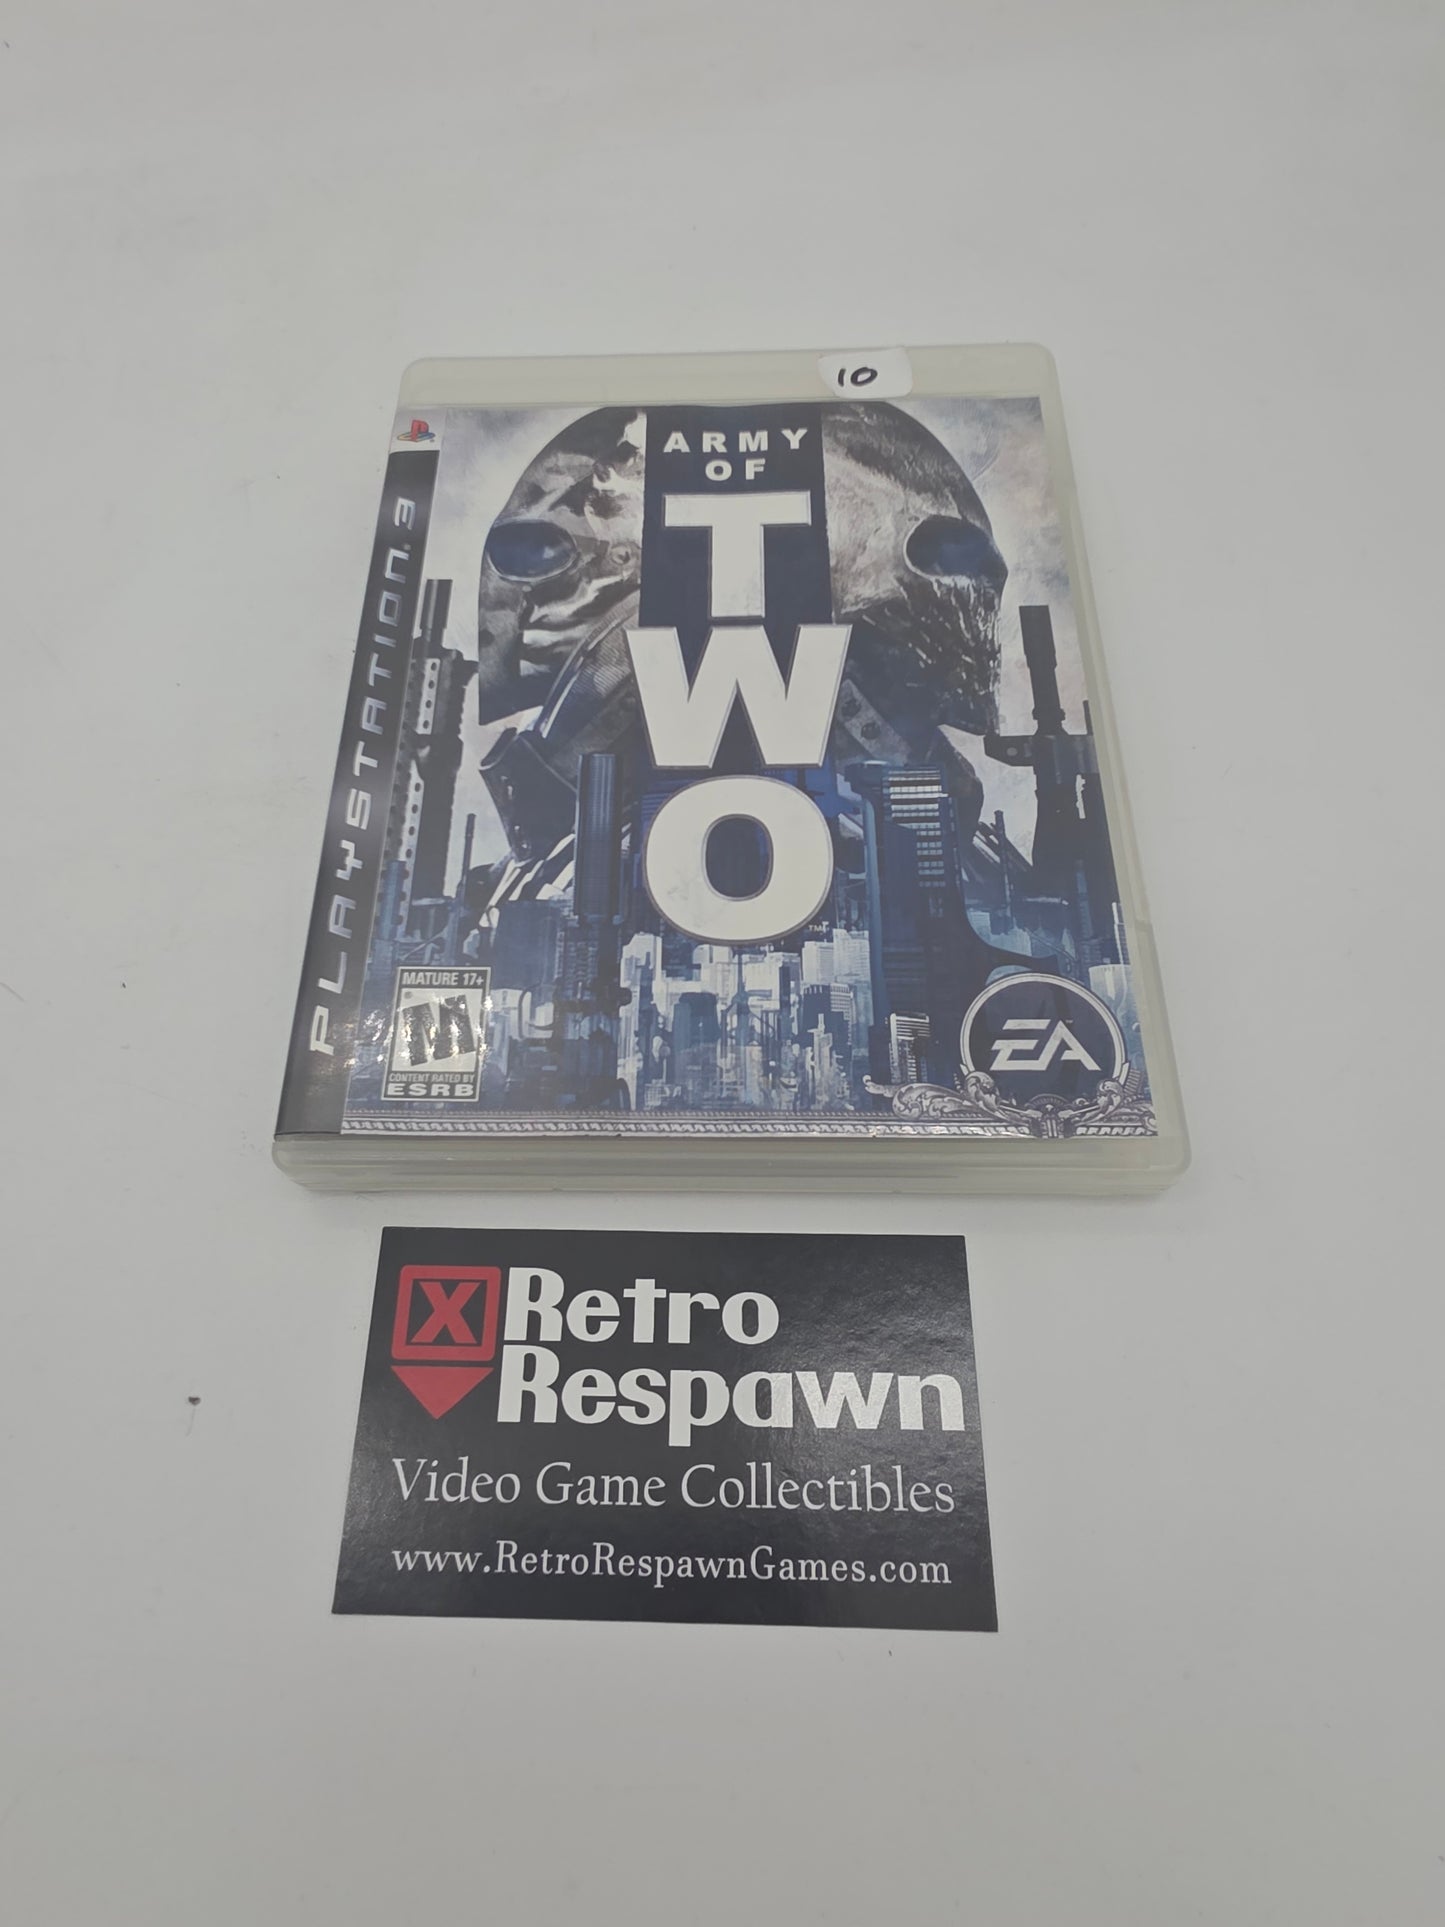 10
PLAYSTATION 3
ARMY
OF
TWO
TM
MATURE 17+
M
CONTENT RATED BY
ESRB
EA
X
Retro
Respawn
Video Game Collectibles
www.RetroRespawnGames.com